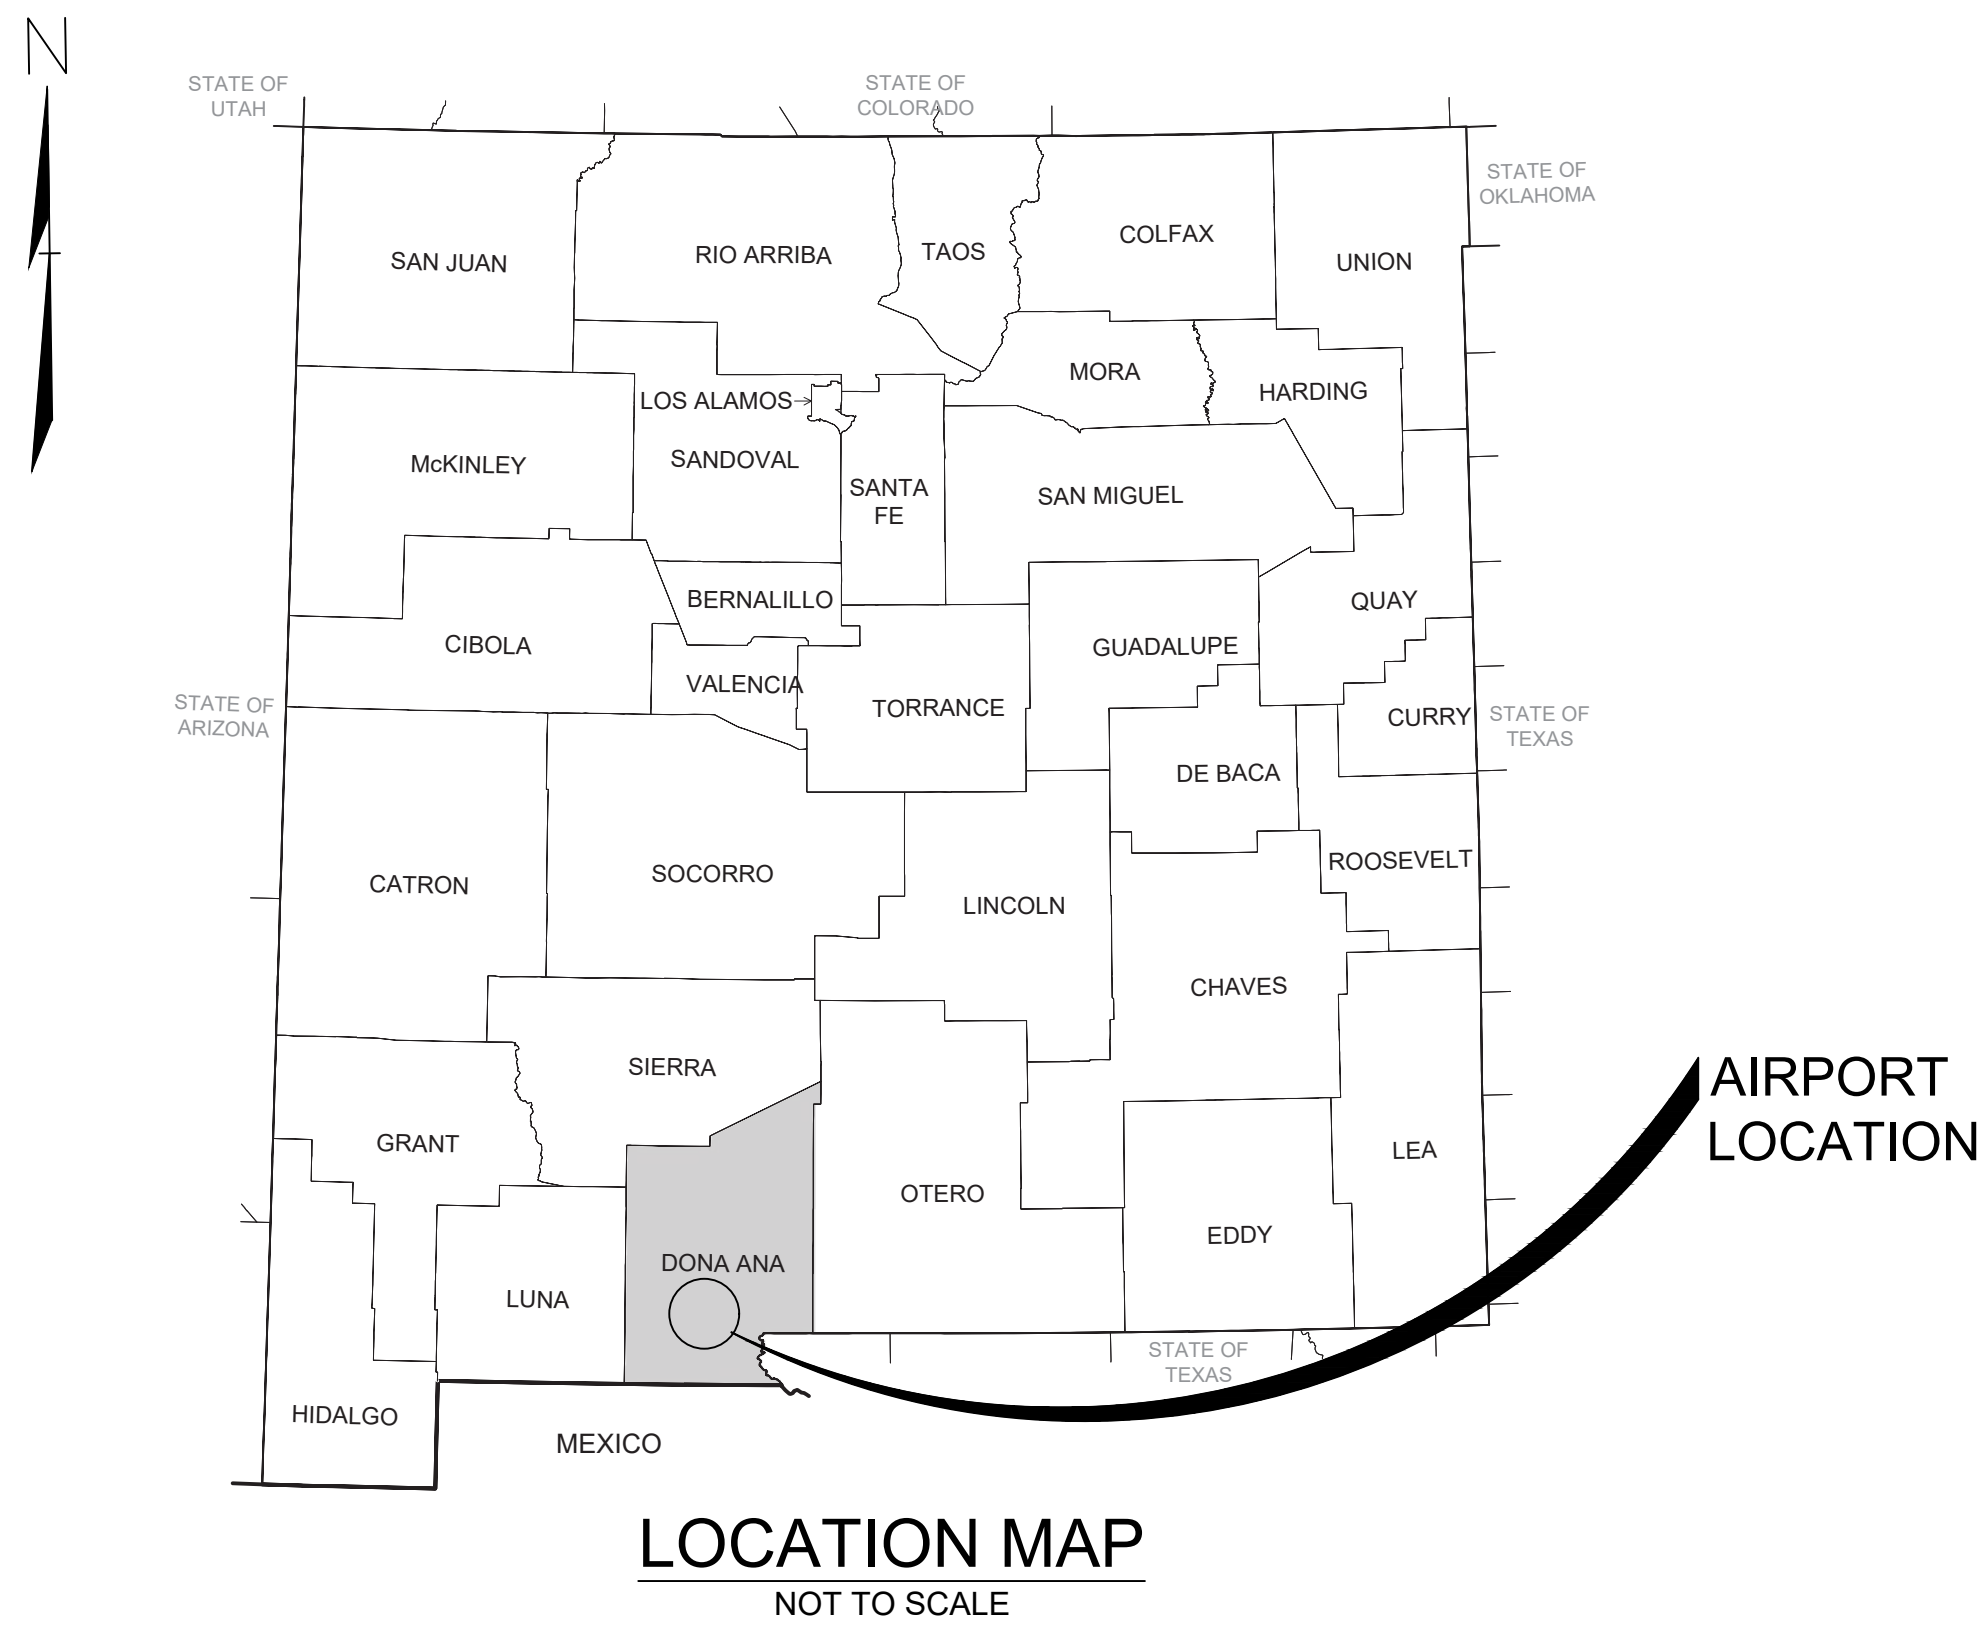 N
STATE OF
UTAH
STATE OF
COLORADO
STATE OF
OKLAHOMA
SAN JUAN
RIO ARRIBA
TAOS
COLFAX
UNION
MORA
HARDING
LOS ALAMOS
McKINLEY
SANDOVAL
SANTA
FE
SAN MIGUEL
BERNALILLO
QUAY
CIBOLA
GUADALUPE
VALENCIA
TORRANCE
CURRY
STATE OF
ARIZONA
STATE OF
TEXAS
DE BACA
CATRON
SOCORRO
LINCOLN
ROOSEVELT
CHAVES
SIERRA
AIRPORT
LOCATION
GRANT
LEA
OTERO
EDDY
DONA ANA
LUNA
STATE OF
TEXAS
HIDALGO
MEXICO
LOCATION MAP
NOT TO SCALE